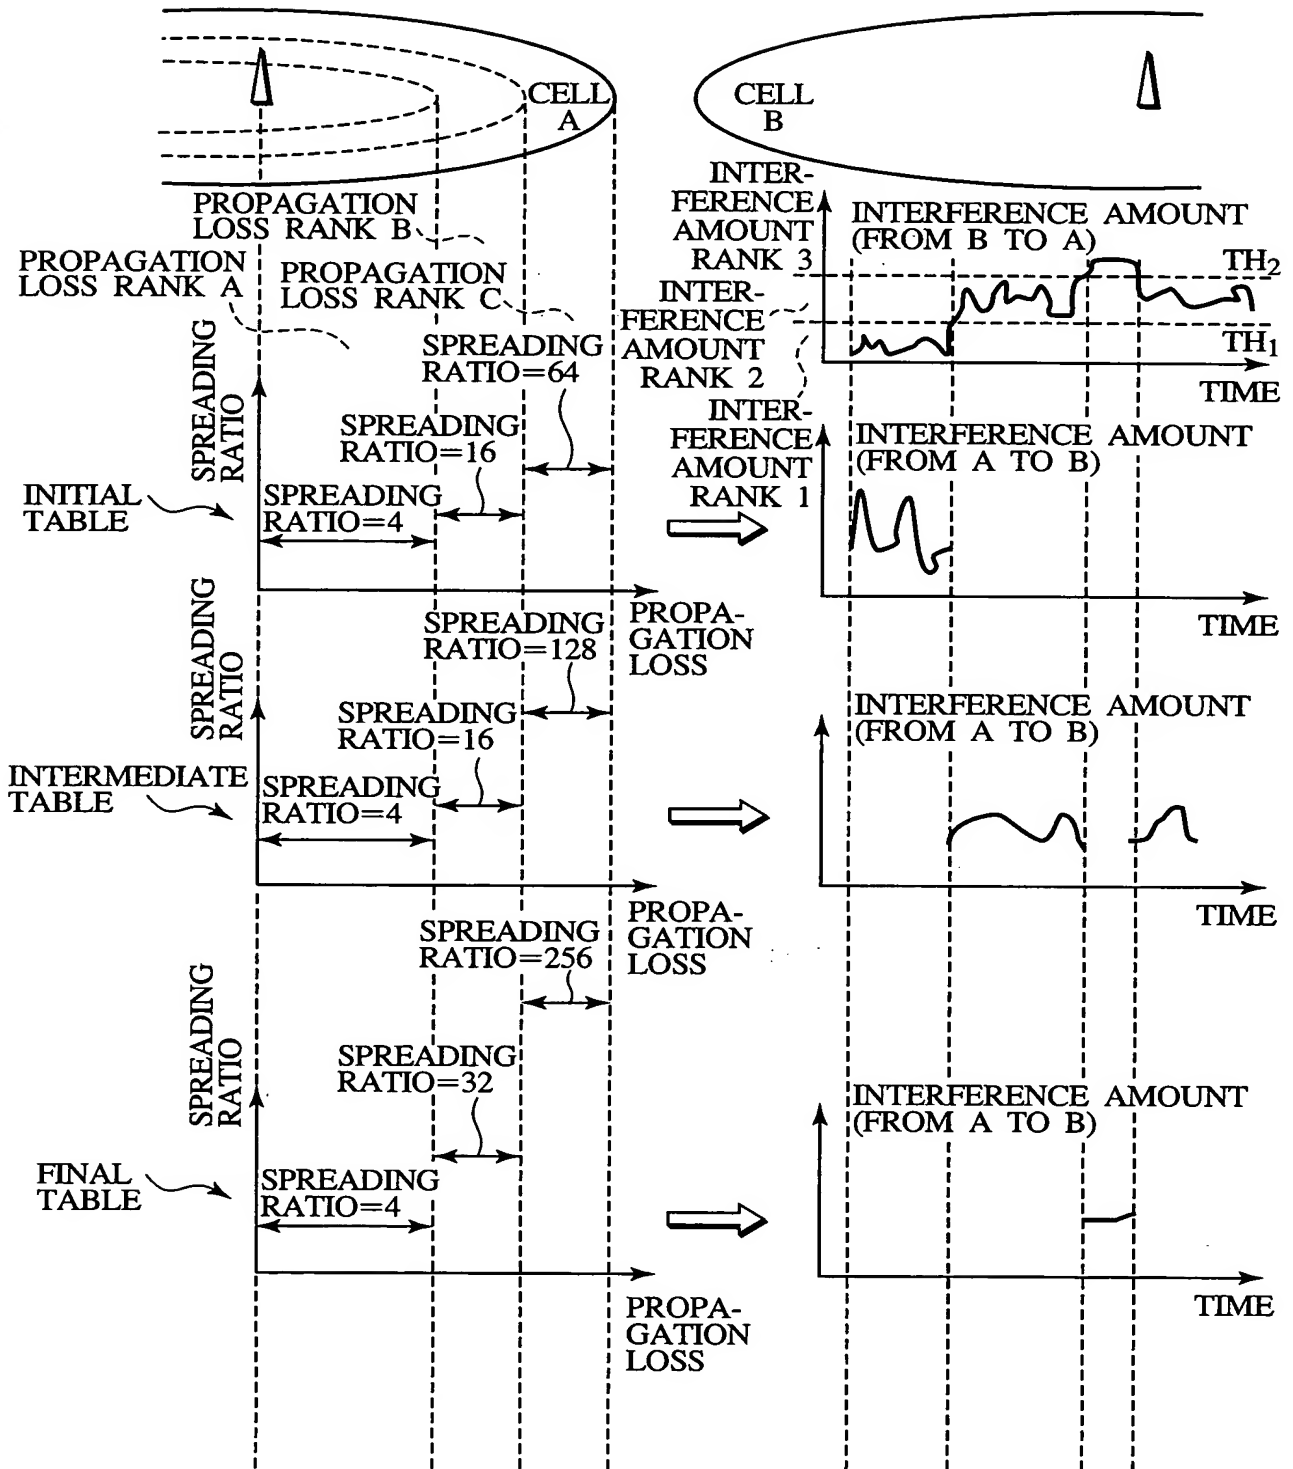 CELL
A
CELL
B
PROPAGATION
LOSS RANK B
PROPAGATION
LOSS RANK A
PROPAGATION
LOSS RANK C
INTER-
FERENCE
AMOUNT
RANK 3
INTERFERENCE AMOUNT
(FROM B TO A)
TH2
INTER-
FERENCE
AMOUNT
RANK 2
TH1
TIME
INTER-
FERENCE
AMOUNT
RANK 1
SPREADING
RATIO
SPREADING
RATIO=64
SPREADING
RATIO=16
SPREADING
RATIO=4
INITIAL
TABLE
PROPA-
GATION
LOSS
INTERFERENCE AMOUNT
(FROM A TO B)
TIME
SPREADING
RATIO
SPREADING
RATIO=128
SPREADING
RATIO=16
SPREADING
RATIO=4
INTERMEDIATE
TABLE
PROPA-
GATION
LOSS
INTERFERENCE AMOUNT
(FROM A TO B)
TIME
SPREADING
RATIO
SPREADING
RATIO=256
SPREADING
RATIO=32
SPREADING
RATIO=4
FINAL
TABLE
PROPA-
GATION
LOSS
INTERFERENCE AMOUNT
(FROM A TO B)
TIME